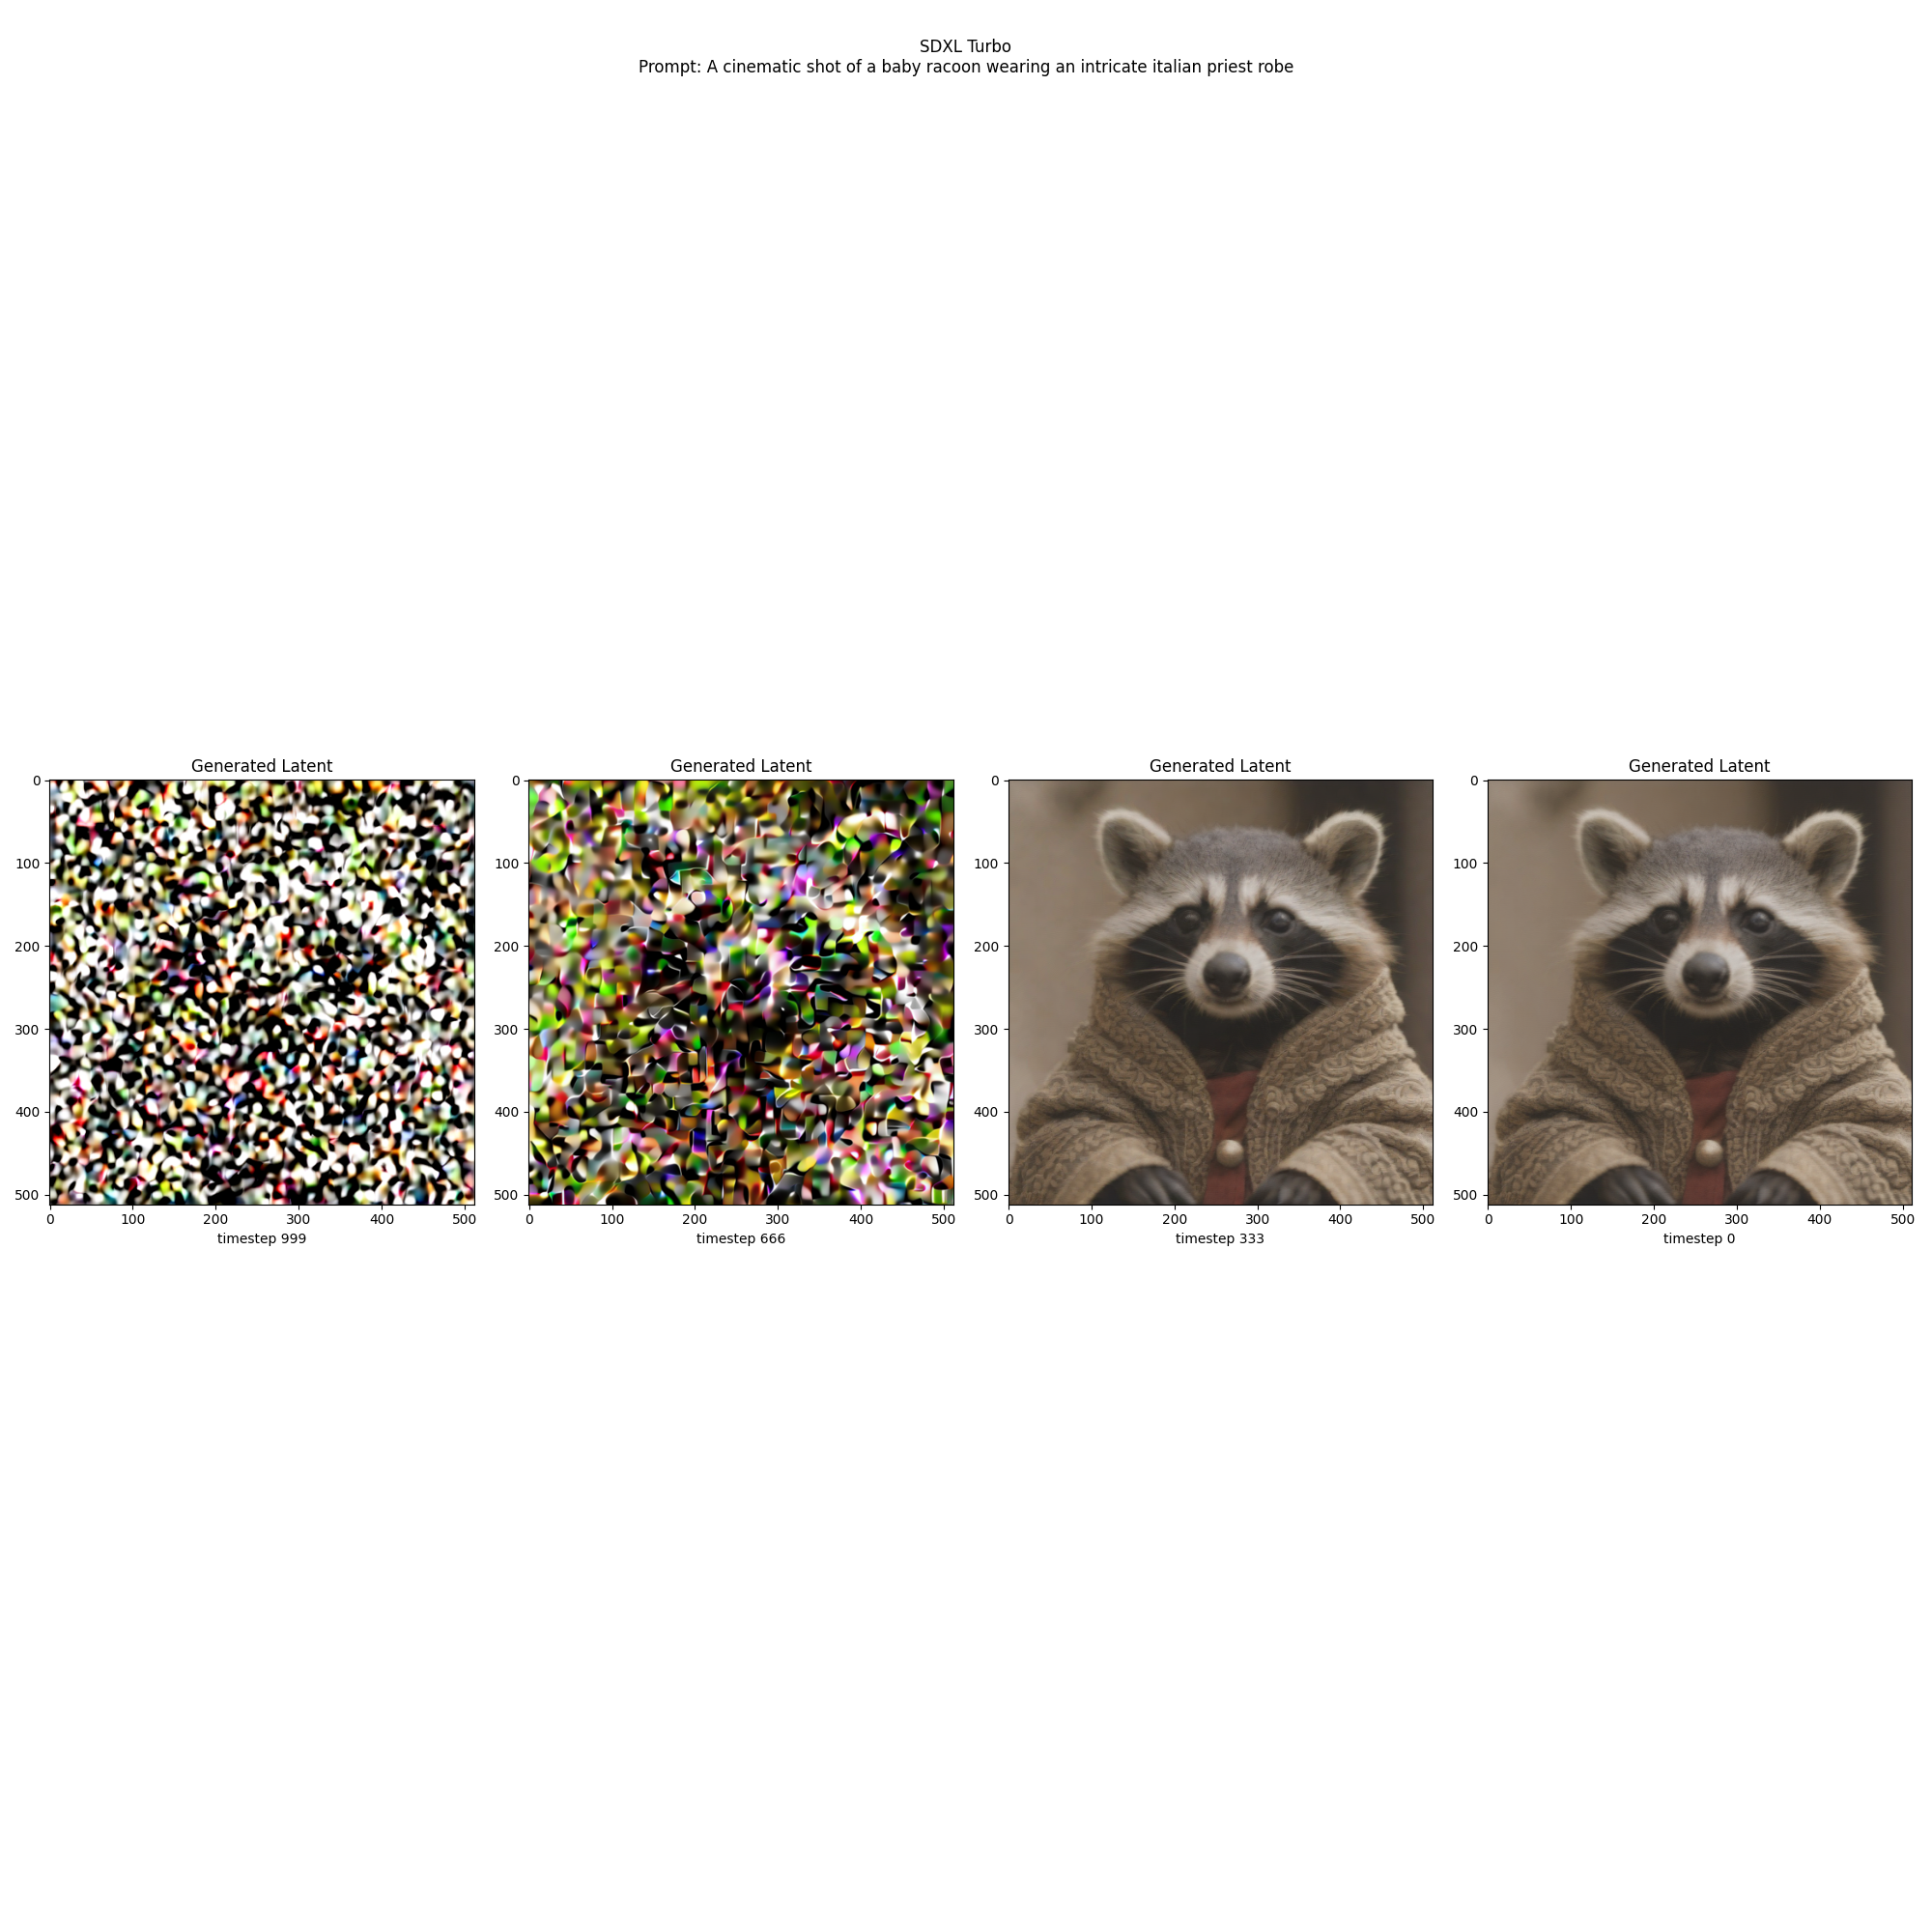 SDXL Turbo
Prompt: A cinematic shot of a baby racoon wearing an intricate italian priest robe
Generated Latent
0
100
200
300
400
500
0 100 200 300 400 500
timestep 999
Generated Latent
0
100
200
300
400
500
0 100 200 300 400 500
timestep 666
Generated Latent
0
100
200
300
400
500
0 100 200 300 400 500
timestep 333
Generated Latent
0
100
200
300
400
500
0 100 200 300 400 500
timestep 0